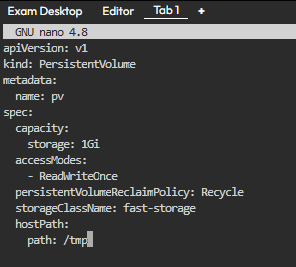 Exam Desktop Editor Tab 1 +
GNU nano 4.8
apiVersion: v1
kind: PersistentVolume
metadata:
  name: pv
spec:
  capacity:
    storage: 1Gi
  accessModes:
    - ReadWriteOnce
  persistentVolumeReclaimPolicy: Recycle
  storageClassName: fast-storage
  hostPath:
    path: /tmp